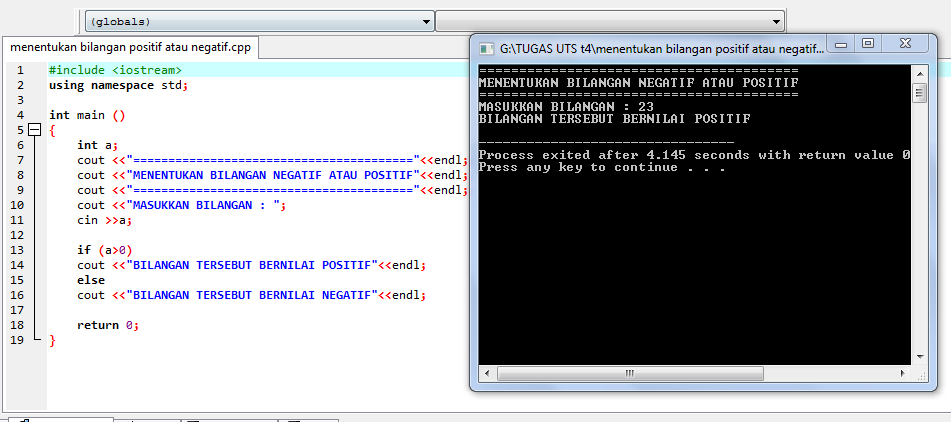 (globals)
menentukan bilangan positif atau negatif.cpp
1 #include <iostream>
2 using namespace std;
3
4 int main ()
5 {
6 int a;
7 cout <<"========================================"<<endl;
8 cout <<"MENENTUKAN BILANGAN NEGATIF ATAU POSITIF"<<endl;
9 cout <<"========================================"<<endl;
10 cout <<"MASUKKAN BILANGAN : ";
11 cin >>a;
12
13 if (a>0)
14 cout <<"BILANGAN TERSEBUT BERNILAI POSITIF"<<endl;
15 else
16 cout <<"BILANGAN TERSEBUT BERNILAI NEGATIF"<<endl;
17
18 return 0;
19 }
G:\TUGAS UTS t4\menentukan bilangan positif atau negatif...
========================================
MENENTUKAN BILANGAN NEGATIF ATAU POSITIF
========================================
MASUKKAN BILANGAN : 23
BILANGAN TERSEBUT BERNILAI POSITIF
--------------------------------
Process exited after 4.145 seconds with return value 0
Press any key to continue . . .